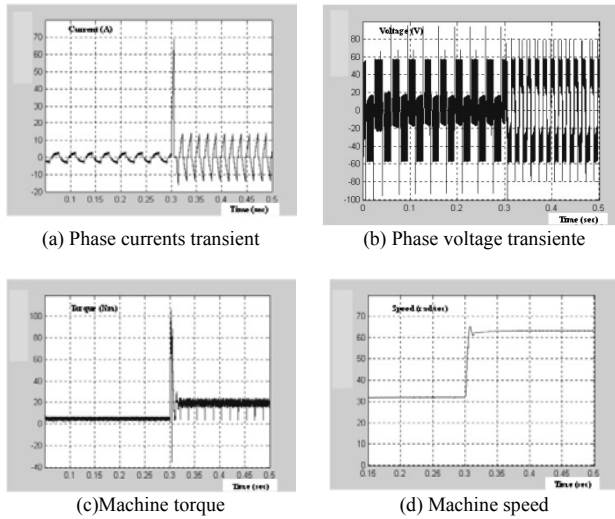 Current (A)
70
60
50
40
30
20
10
0
-10
-20
0.1 0.15 0.2 0.25 0.3 0.35 0.4 0.45 0.5
Time (sec)
(a) Phase currents transient
Voltage (V)
80
60
40
20
0
-20
-40
-60
-80
-100
0 0.1 0.2 0.3 0.4 0.5
Time (sec)
(b) Phase voltage transiente
Torque (Nm)
100
80
60
40
20
0
-20
-40
0.1 0.15 0.2 0.25 0.3 0.35 0.4 0.45 0.5
Time (sec)
(c)Machine torque
Speed (rad/sec)
70
60
50
40
30
20
10
0
0.15 0.2 0.25 0.3 0.35 0.4 0.45 0.5
Time (sec)
(d) Machine speed